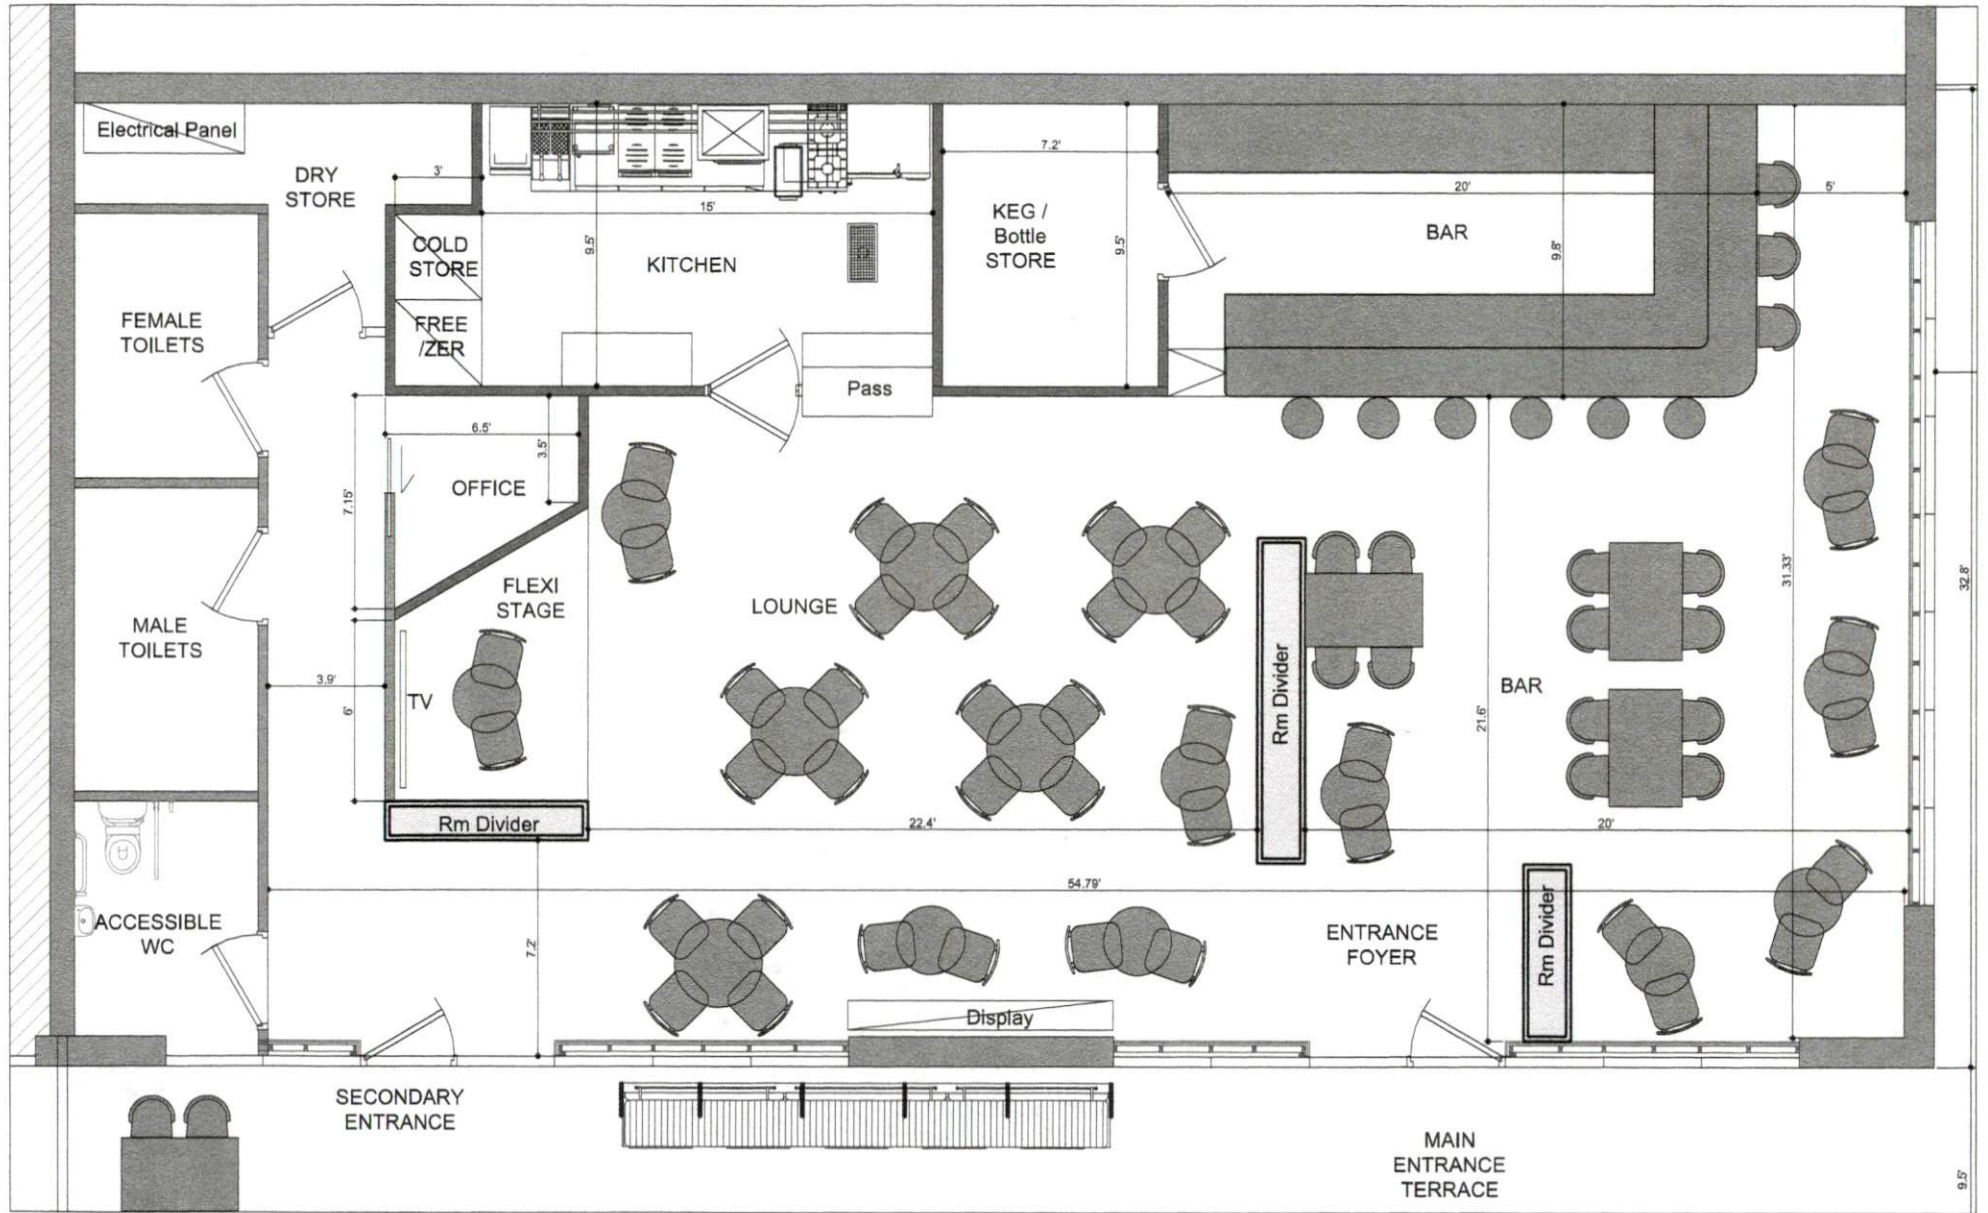 Electrical Panel
DRY
STORE
3'
15'
9.5'
COLD
STORE
KITCHEN
FREE
/ZER
Pass
7.2'
KEG /
Bottle
STORE
9.5'
20'
5'
BAR
9.8'
FEMALE
TOILETS
6.5'
3.5'
OFFICE
7.15'
MALE
TOILETS
FLEXI
STAGE
LOUNGE
Rm Divider
31.33'
32.8'
3.9'
6'
TV
BAR
21.6'
Rm Divider
22.4'
20'
54.79'
ACCESSIBLE
WC
7.2'
ENTRANCE
FOYER
Rm Divider
Display
SECONDARY
ENTRANCE
MAIN
ENTRANCE
TERRACE
9.5'